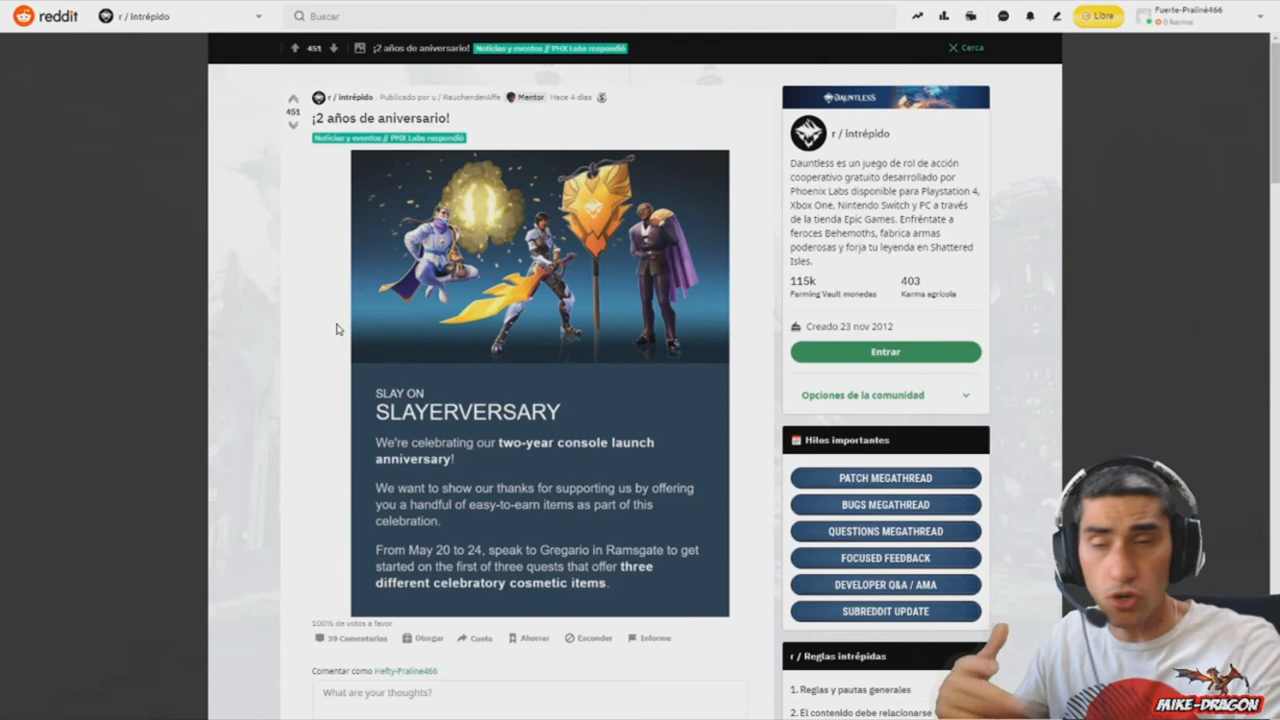 reddit
r / Intrépido
Buscar
Libre
Fuerte-Praliné466
0 karma
451
¡2 años de aniversario!
Noticias y eventos // PHX Labs respondió
Cerca
r / intrépido · Publicado por u / RauchenderAffe Mentor Hace 4 días
451
¡2 años de aniversario!
Noticias y eventos // PHX Labs respondió
SLAY ON
SLAYERVERSARY
We're celebrating our two-year console launch
anniversary!
We want to show our thanks for supporting us by offering
you a handful of easy-to-earn items as part of this
celebration.
From May 20 to 24, speak to Gregario in Ramsgate to get
started on the first of three quests that offer three
different celebratory cosmetic items.
100% de votos a favor
39 Comentarios
Otorgar
Cuota
Ahorrar
Esconder
Informe
Comentar como Hefty-Praline466
What are your thoughts?
DAUNTLESS
r / intrépido
Dauntless es un juego de rol de acción
cooperativo gratuito desarrollado por
Phoenix Labs disponible para Playstation 4,
Xbox One, Nintendo Switch y PC a través
de la tienda Epic Games. Enfréntate a
feroces Behemoths, fabrica armas
poderosas y forja tu leyenda en Shattered
Isles.
115k
Farming Vault monedas
403
Karma agrícola
Creado 23 nov 2012
Entrar
Opciones de la comunidad
Hilos importantes
PATCH MEGATHREAD
BUGS MEGATHREAD
QUESTIONS MEGATHREAD
FOCUSED FEEDBACK
DEVELOPER Q&A / AMA
SUBREDDIT UPDATE
r / Reglas intrépidas
1. Reglas y pautas generales
2. El contenido debe relacionarse
MIKE-DRAGON